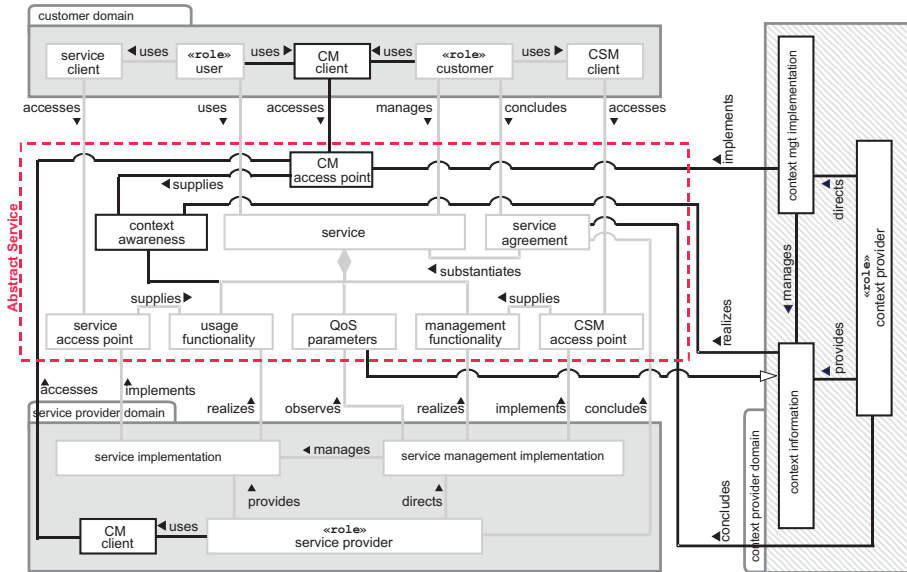 customer domain
service
client
uses
«role»
user
uses
CM
client
uses
«role»
customer
uses
CSM
client
accesses
uses
accesses
manages
concludes
accesses
implements
context mgt implementation
directs
«role»
context provider
Abstract Service
CM
access point
supplies
context
awareness
service
service
agreement
substantiates
manages
supplies
supplies
service
access point
usage
functionality
QoS
parameters
management
functionality
CSM
access point
realizes
provides
context information
accesses
implements
realizes
observes
realizes
implements
concludes
service provider domain
service implementation
manages
service management implementation
provides
directs
concludes
context provider domain
CM
client
uses
«role»
service provider